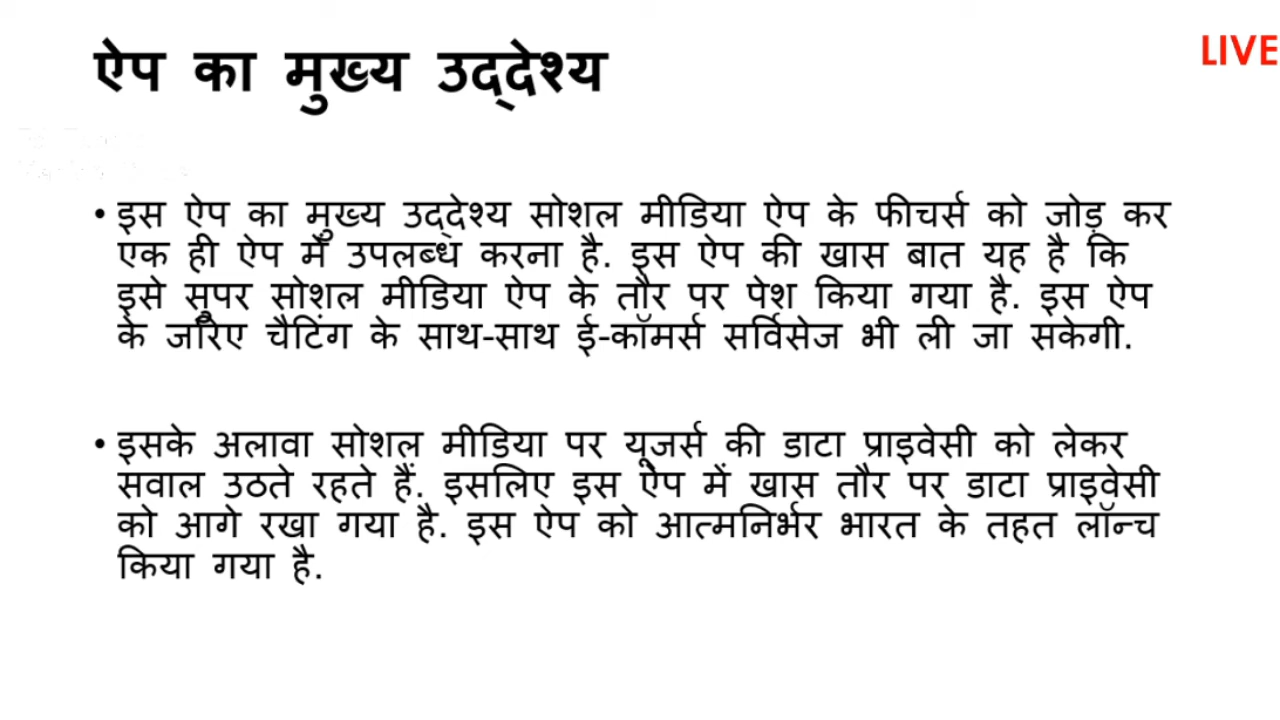 ऐप का मुख्य उद्देश्य
LIVE
• इस ऐप का मुख्य उद्देश्य सोशल मीडिया ऐप के फीचर्स को जोड़ कर
एक ही ऐप में उपलब्ध करना है. इस ऐप की खास बात यह है कि
इसे सुपर सोशल मीडिया ऐप के तौर पर पेश किया गया है. इस ऐप
के जरिए चैटिंग के साथ-साथ ई-कॉमर्स सर्विसेज भी ली जा सकेगी.
• इसके अलावा सोशल मीडिया पर यूजर्स की डाटा प्राइवेसी को लेकर
सवाल उठते रहते हैं. इसलिए इस ऐप में खास तौर पर डाटा प्राइवेसी
को आगे रखा गया है. इस ऐप को आत्मनिर्भर भारत के तहत लॉन्च
किया गया है.